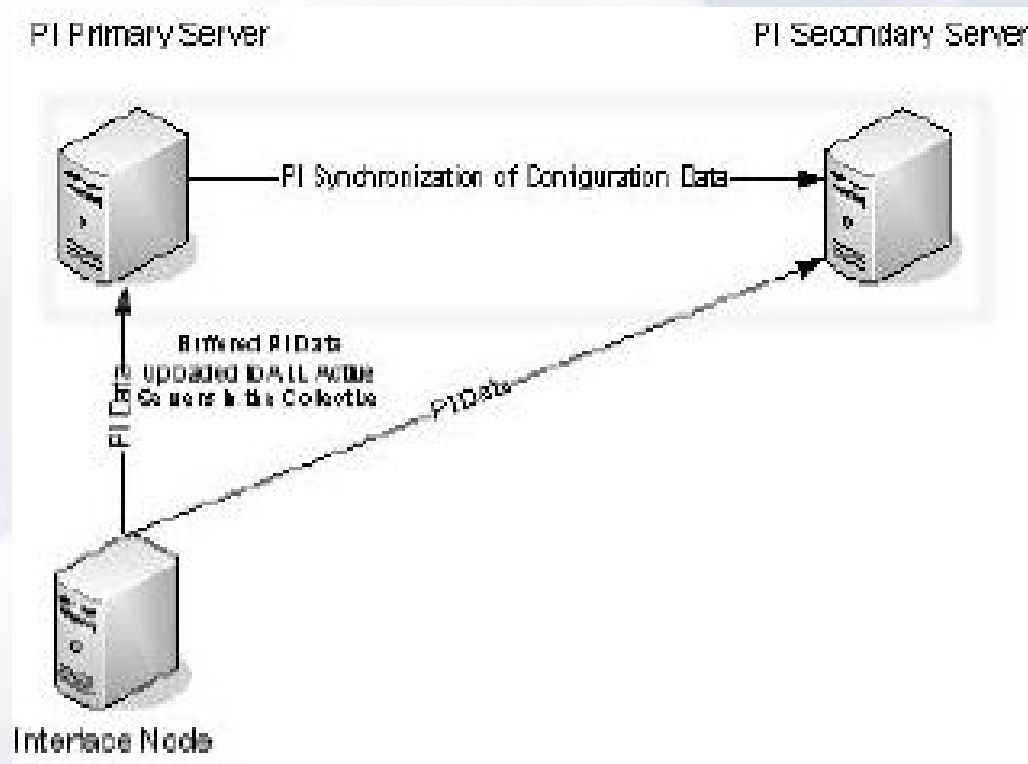 PI Primary Server
PI Secondary Server
PI Synchronization of Configuration Data
Buffered PI Data
Uploaded to ALL Active
Servers in the Collective
PI Data
PI Data
Interface Node